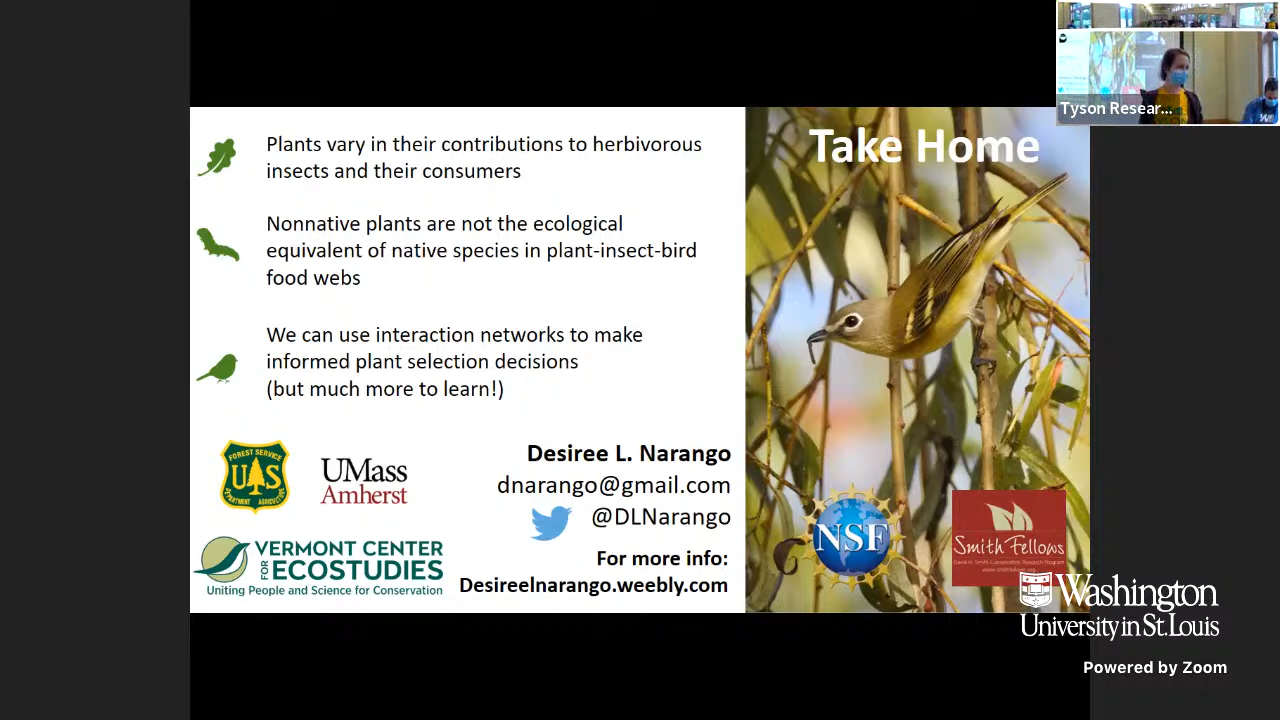 Plants vary in their contributions to herbivorous
insects and their consumers
Nonnative plants are not the ecological
equivalent of native species in plant-insect-bird
food webs
We can use interaction networks to make
informed plant selection decisions
(but much more to learn!)
FOREST SERVICE
UAS
DEPARTMENT OF AGRICULTURE
UMass
Amherst
VERMONT CENTER
FOR ECOSTUDIES
Uniting People and Science for Conservation
Desiree L. Narango
dnarango@gmail.com
@DLNarango
For more info:
Desireelnarango.weebly.com
Take Home
NSF
Smith Fellows
David H. Smith Conservation Research Program
www.smithfellows.org
Tyson Resear...
Washington
University in St. Louis
Powered by Zoom